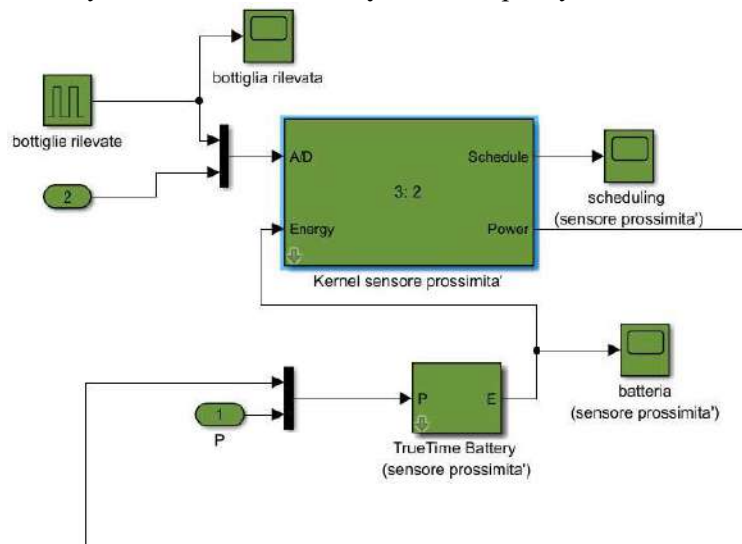 bottiglia rilevata
bottiglie rilevate
2
A/D
Schedule
3: 2
Energy
Power
Kernel sensore prossimita'
scheduling
(sensore prossimita')
1
P
P
E
TrueTime Battery
(sensore prossimita')
batteria
(sensore prossimita')